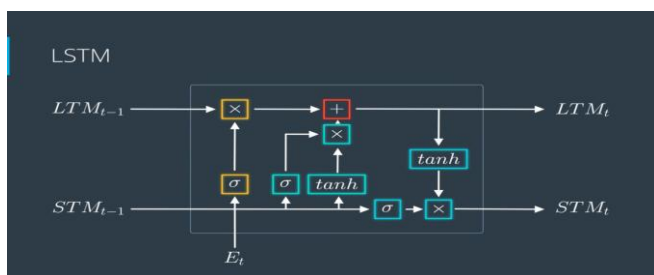 LSTM
LTM_{t-1} × + LTM_t
×
tanh
σ σ tanh
STM_{t-1} σ × STM_t
E_t